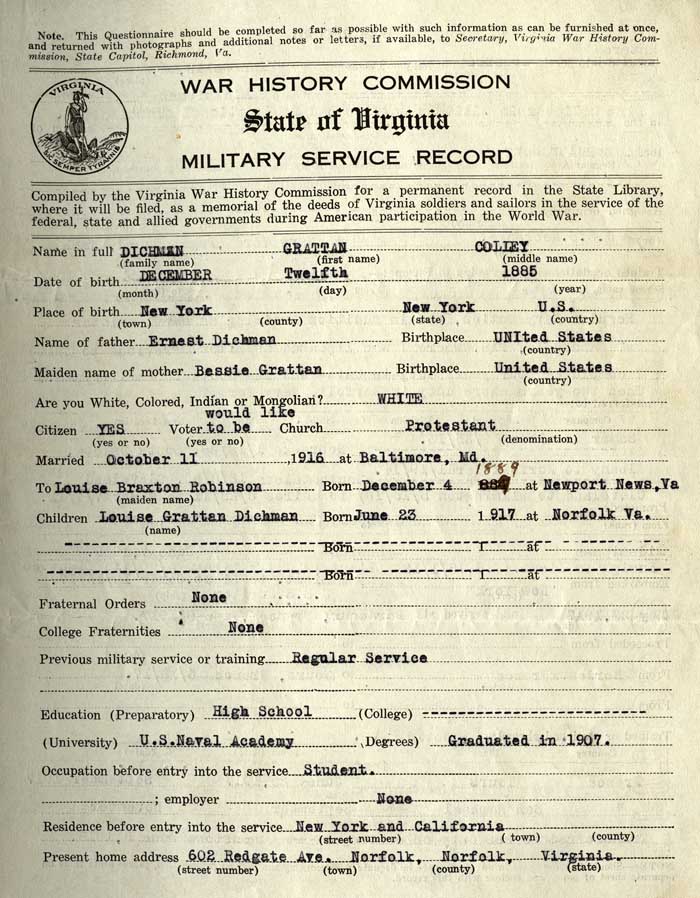 Note. This Questionnaire should be completed so far as possible with such information as can be furnished at once,
and returned with photographs and additional notes or letters, if available, to Secretary, Virginia War History Com-
mission, State Capitol, Richmond, Va.
VIRGINIA
SIC SEMPER TYRANNIS
WAR HISTORY COMMISSION
State of Virginia
MILITARY SERVICE RECORD
Compiled by the Virginia War History Commission for a permanent record in the State Library,
where it will be filed, as a memorial of the deeds of Virginia soldiers and sailors in the service of the
federal, state and allied governments during American participation in the World War.
Name in full DICHMAN GRATTAN COLLEY
(family name) (first name) (middle name)
Date of birth DECEMBER Twelfth 1885
(month) (day) (year)
Place of birth New York New York U.S.
(town) (county) (state) (country)
Name of father Ernest Dichman Birthplace UNIted States
(country)
Maiden name of mother Bessie Grattan Birthplace United States
(country)
Are you White, Colored, Indian or Mongolian? WHITE
would like
Citizen YES Voter to be Church Protestant
(yes or no) (yes or no) (denomination)
Married October 11 ,1916 at Baltimore, Md.
1889
To Louise Braxton Robinson Born December 4 at Newport News,Va
(maiden name)
Children Louise Grattan Dichman Born June 23 1 917 at Norfolk Va.
(name)
Born 1 at
Born 1 at
Fraternal Orders None
College Fraternities None
Previous military service or training Regular Service
Education (Preparatory) High School (College)
(University) U.S.Naval Academy (Degrees) Graduated in 1907.
Occupation before entry into the service Student.
; employer None
Residence before entry into the service New York and California
(street number) (town) (county)
Present home address 602 Redgate Ave. Norfolk, Norfolk, Virginia.
(street number) (town) (county) (state)